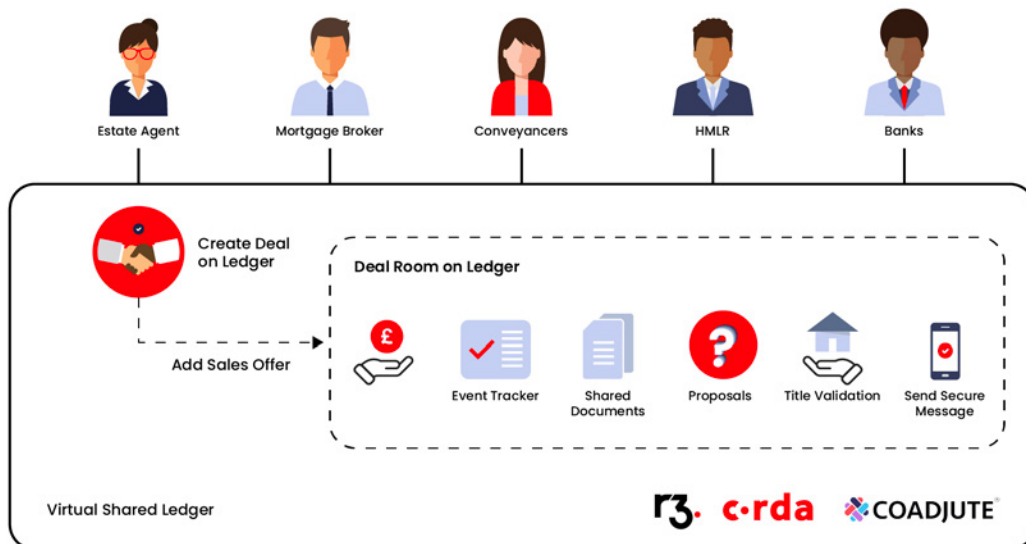 Estate Agent
Mortgage Broker
Conveyancers
HMLR
Banks
Create Deal
on Ledger
Deal Room on Ledger
£
Add Sales Offer
Event Tracker
Shared
Documents
?
Proposals
Title Validation
Send Secure
Message
Virtual Shared Ledger
r3.
c·rda
COADJUTE®